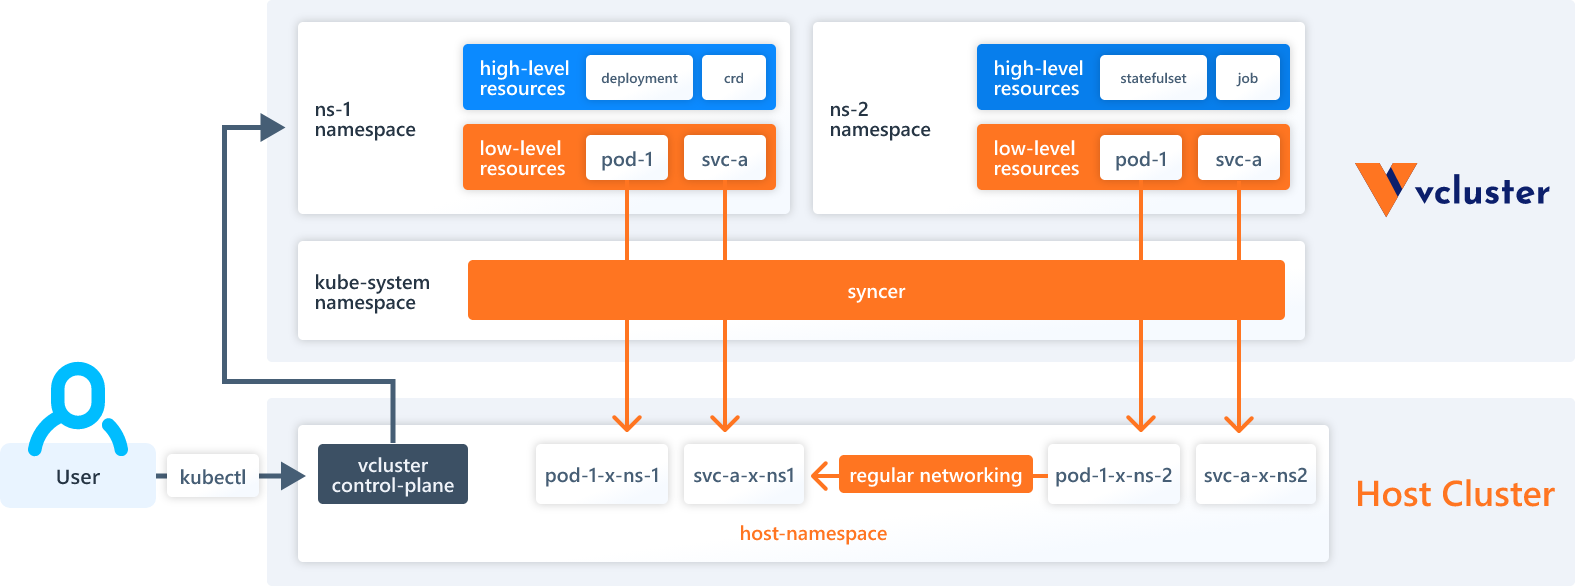 ns-1
namespace
high-level
resources
deployment
crd
low-level
resources
pod-1
svc-a
ns-2
namespace
high-level
resources
statefulset
job
low-level
resources
pod-1
svc-a
vcluster
kube-system
namespace
syncer
User
kubectl
vcluster
control-plane
pod-1-x-ns-1
svc-a-x-ns1
regular networking
pod-1-x-ns-2
svc-a-x-ns2
host-namespace
Host Cluster